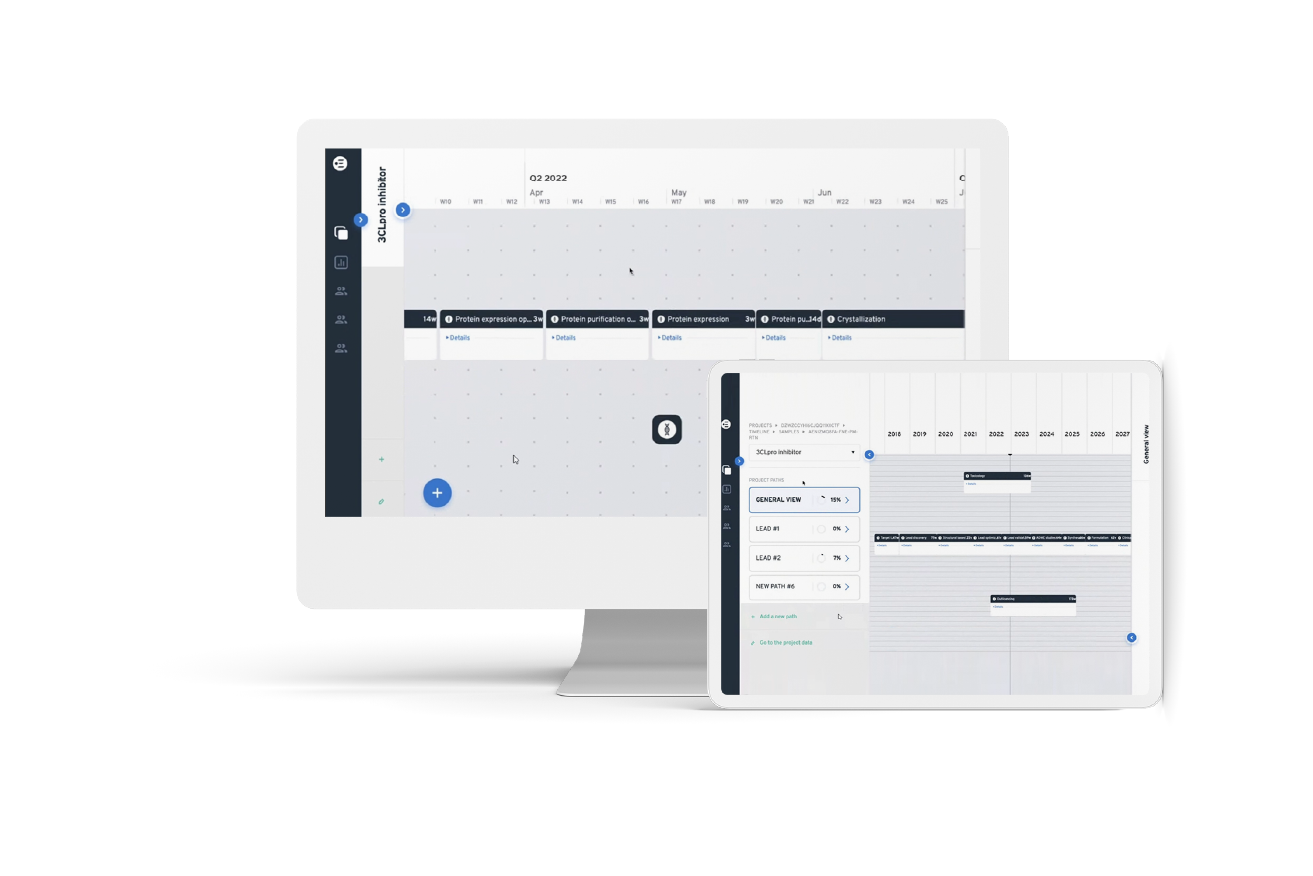 3CLpro inhibitor
Q2 2022
Apr
May
Jun
W10 W11 W12 W13 W14 W15 W16 W17 W18 W19 W20 W21 W22 W23 W24 W25
14w
Protein expression op... 3w
Protein purification o... 3w
Protein expression 3w
Protein pu... 14d
Crystallization
Details
Details
Details
Details
Details
PROJECTS
TIMELINE SAMPLES
3CLpro inhibitor
PROJECT PATHS
GENERAL VIEW 15%
LEAD #1 0%
LEAD #2 7%
NEW PATH #6 0%
+ Add a new path
Go to the project data
2018 2019 2020 2021 2022 2023 2024 2025 2026 2027
General view